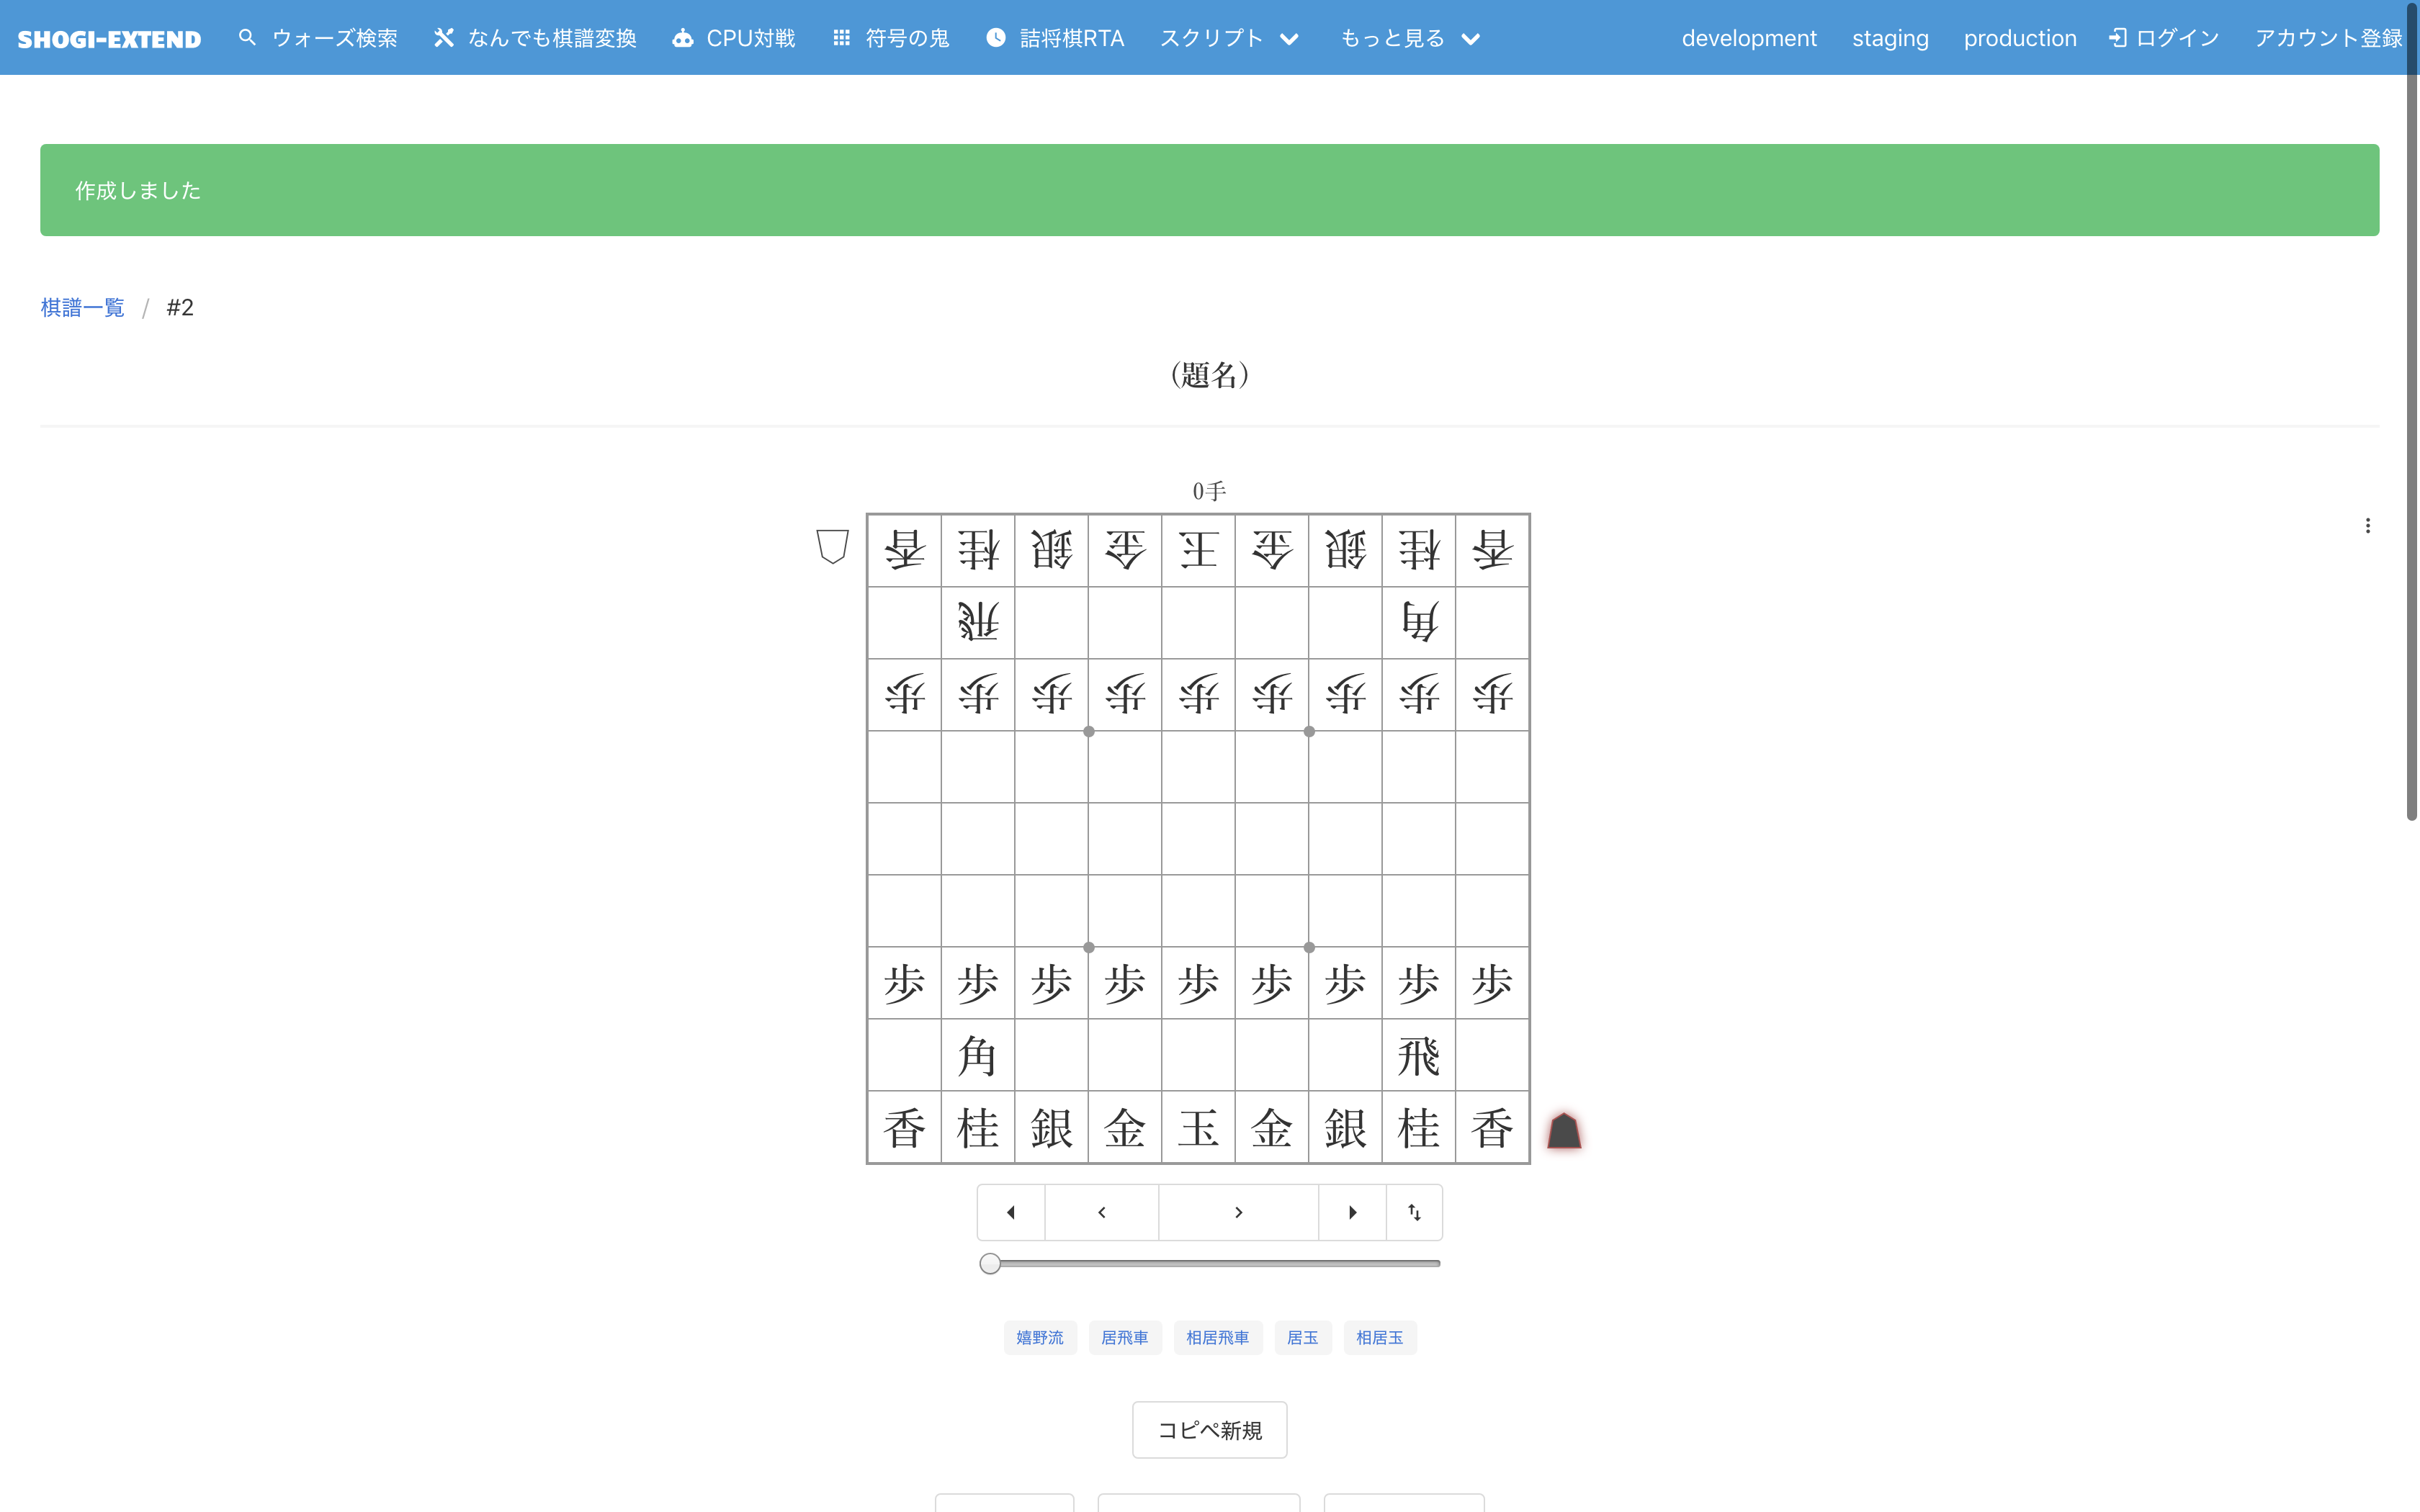 SHOGI-EXTEND ウォーズ検索 なんでも棋譜変換 CPU対戦 符号の鬼 詰将棋RTA スクリプト もっと見る development staging production ログイン アカウント登録
作成しました
棋譜一覧 / #2
（題名）
0手
香桂銀金王金銀桂香
飛角
歩歩歩歩歩歩歩歩歩
歩歩歩歩歩歩歩歩歩
角飛
香桂銀金玉金銀桂香
嬉野流 居飛車 相居飛車 居玉 相居玉
コピペ新規